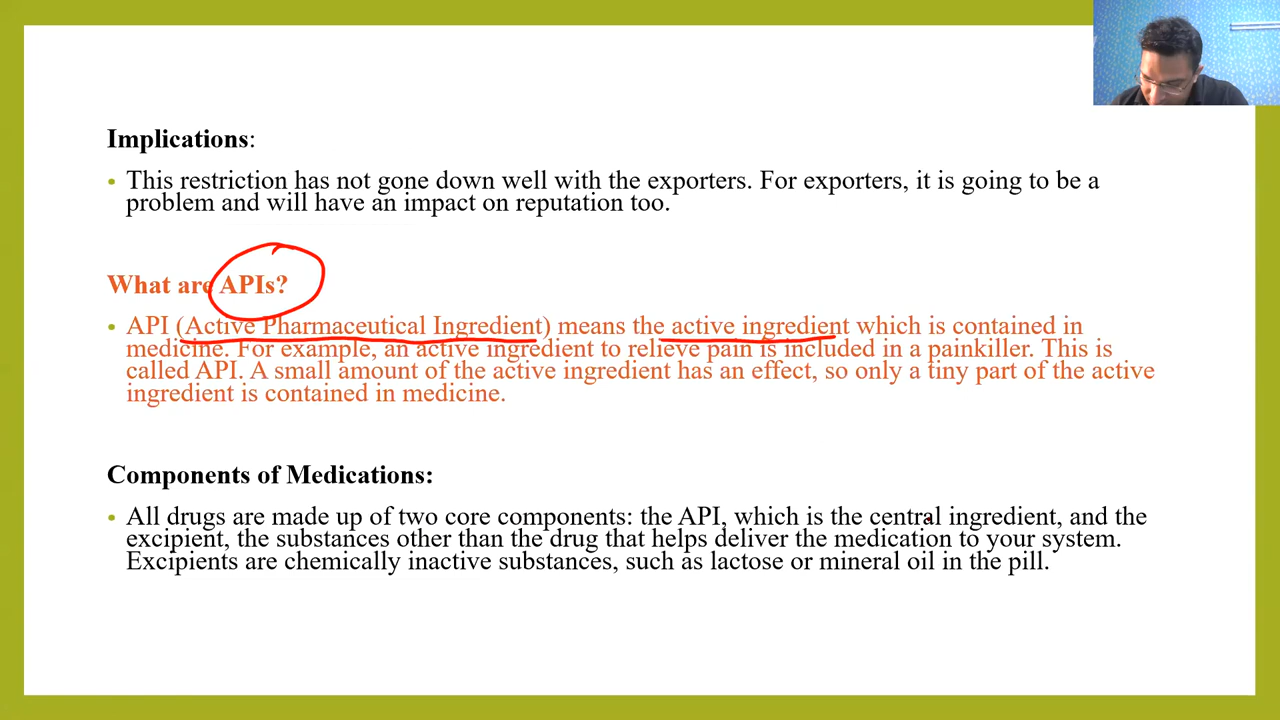 Implications:
• This restriction has not gone down well with the exporters. For exporters, it is going to be a
problem and will have an impact on reputation too.
What are APIs?
• API (Active Pharmaceutical Ingredient) means the active ingredient which is contained in
medicine. For example, an active ingredient to relieve pain is included in a painkiller. This is
called API. A small amount of the active ingredient has an effect, so only a tiny part of the active
ingredient is contained in medicine.
Components of Medications:
• All drugs are made up of two core components: the API, which is the central ingredient, and the
excipient, the substances other than the drug that helps deliver the medication to your system.
Excipients are chemically inactive substances, such as lactose or mineral oil in the pill.